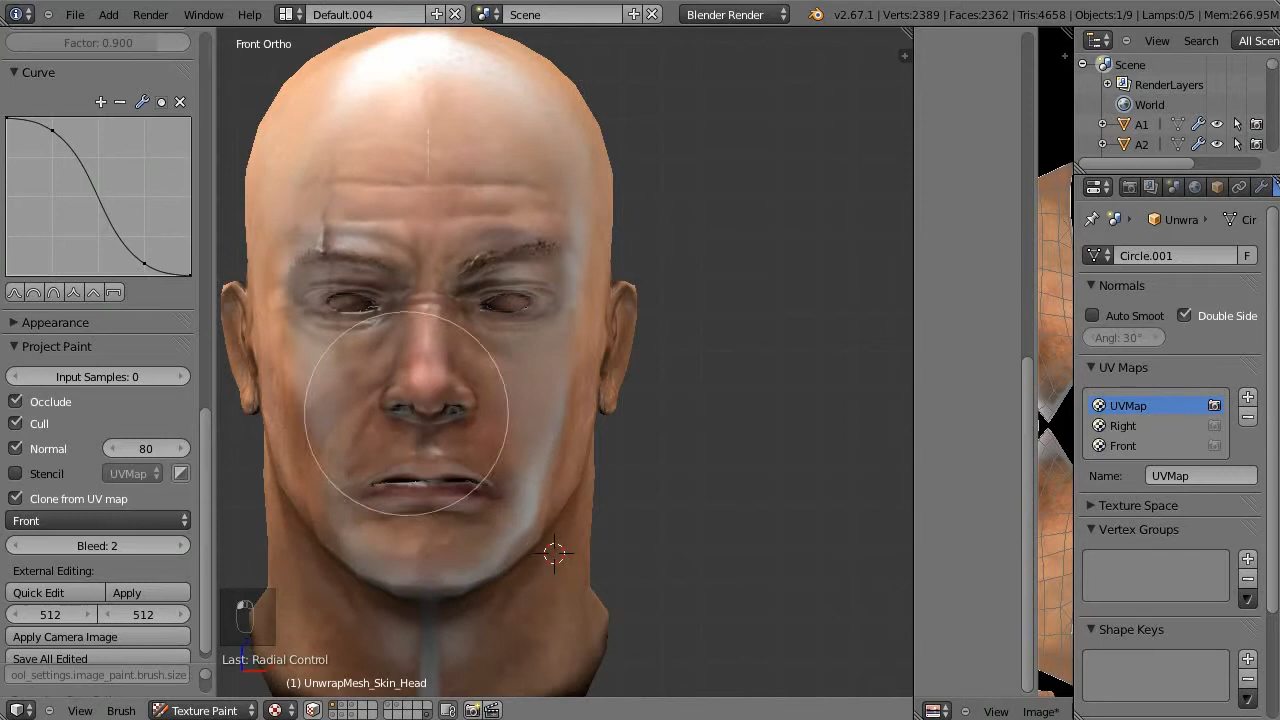 File Add Render Window Help Default.004 Scene Blender Render v2.67.1 | Verts:2389 | Faces:2362 | Tris:4658 | Objects:1/9 | Lamps:0/5 | Mem:266.95M
Factor: 0.900
Curve
Appearance
Project Paint
Input Samples: 0
Occlude
Cull
Normal 80
Stencil UVMap
Clone from UV map
Front
Bleed: 2
External Editing:
Quick Edit Apply
512 512
Apply Camera Image
Save All Edited
ool_settings.image_paint.brush.size
Front Ortho
Last: Radial Control
(1) UnwrapMesh_Skin_Head
View Brush Texture Paint
View Image*
View Search All Scen
Scene
RenderLayers
World
A1
A2
Unwra Cir
Circle.001 F
Normals
Auto Smoot Double Side
Angl: 30°
UV Maps
UVMap
Right
Front
Name: UVMap
Texture Space
Vertex Groups
Shape Keys